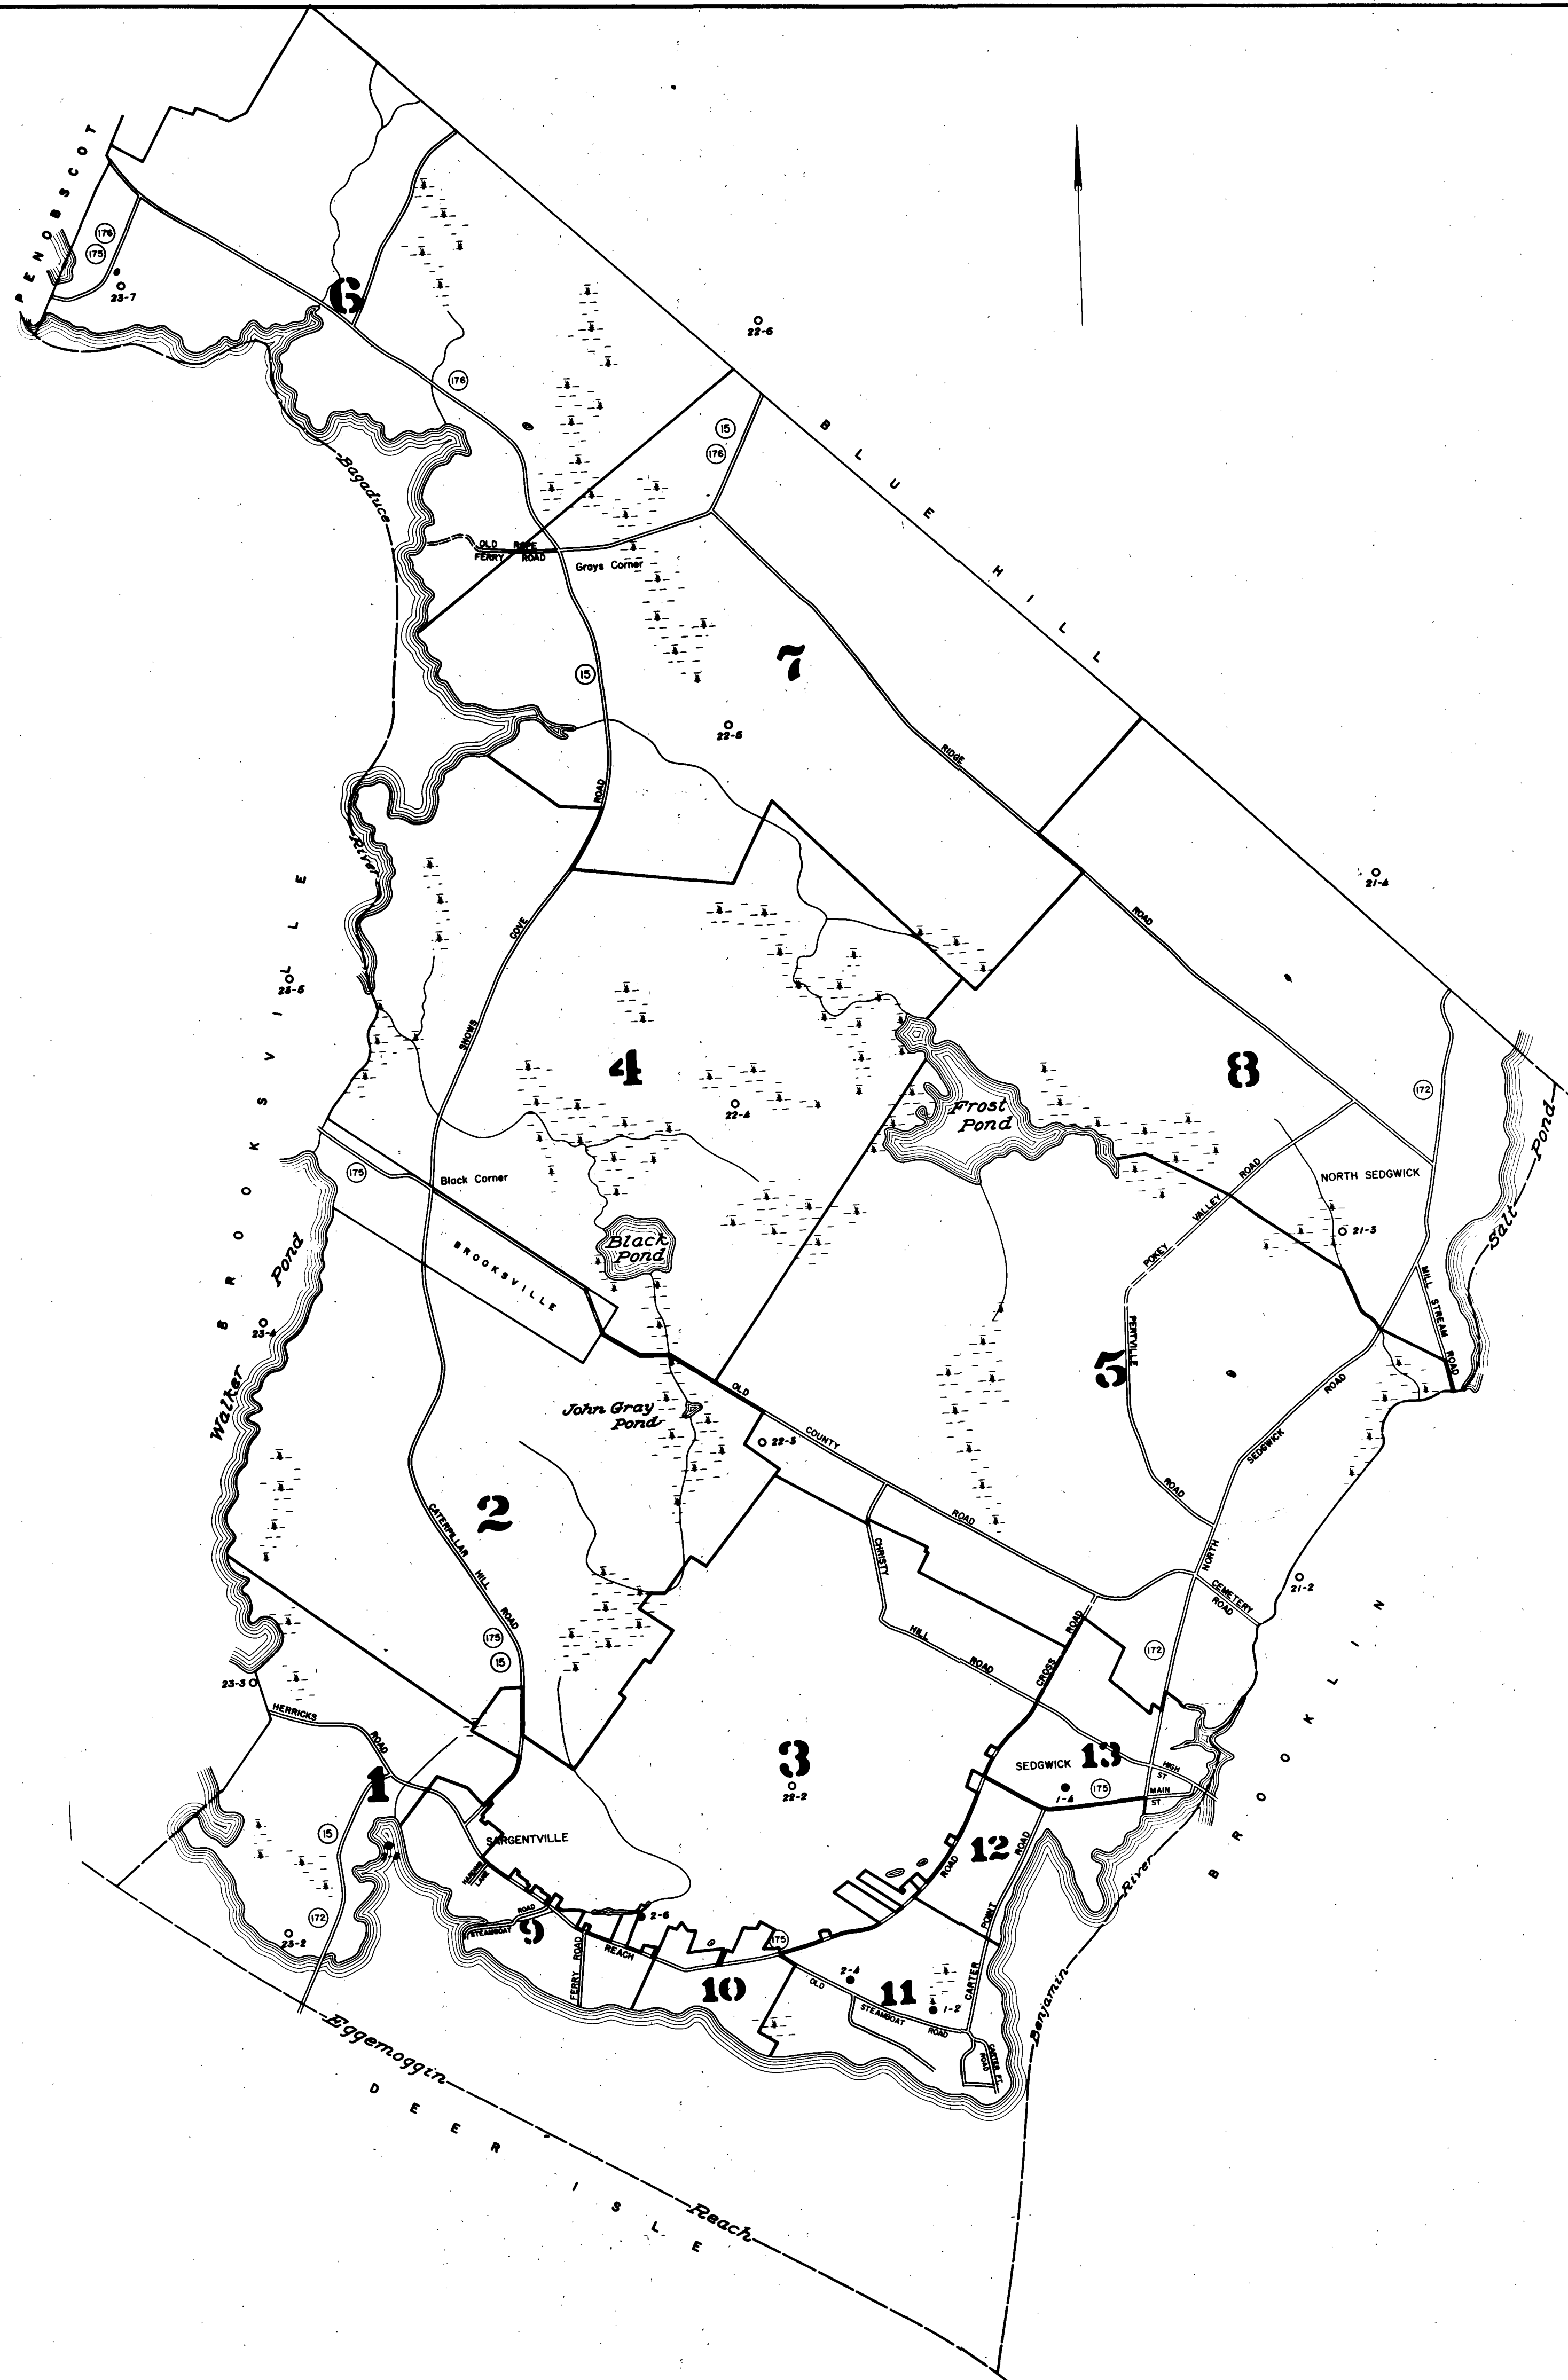 PENOBSCOT
176
175
23-7
6
22-6
176
15
176
BLUE HILL
Bagaduce
OLD ROPE
FERRY ROAD
Grays Corner
7
15
22-5
RIDGE
ROAD
River
21-4
ROAD
COVE
SNOWS
BROOKSVILLE
23-5
4
22-4
8
172
Frost
Pond
Pond
Salt
175
Black Corner
VALLEY ROAD
POKEY
NORTH SEDGWICK
21-3
Black
Pond
BROOKSVILLE
Pond
Walker
23-4
MILL STREAM ROAD
PERTVILLE
5
ROAD
ROAD
SEDGWICK
NORTH
OLD
COUNTY
ROAD
John Gray
Pond
22-3
2
CATERPILLAR
HILL
ROAD
175
15
CHRISTY
HILL
ROAD
CROSS ROAD
CEMETERY
ROAD
21-2
172
BROOKLIN
23-3
HERRICKS
ROAD
1
3
22-2
SEDGWICK 13
HIGH
ST.
MAIN
ST.
1-4
175
15
SARGENTVILLE
HARDING
LANE
12
ROAD
ROAD
POINT
CARTER
River
Benjamin
172
23-2
STEAMBOAT
ROAD
9
2-6
FERRY ROAD
REACH
175
10
OLD
2-4
11
1-2
STEAMBOAT
ROAD
CARTER PT.
ROAD
Eggemoggin
Reach
DEER ISLE